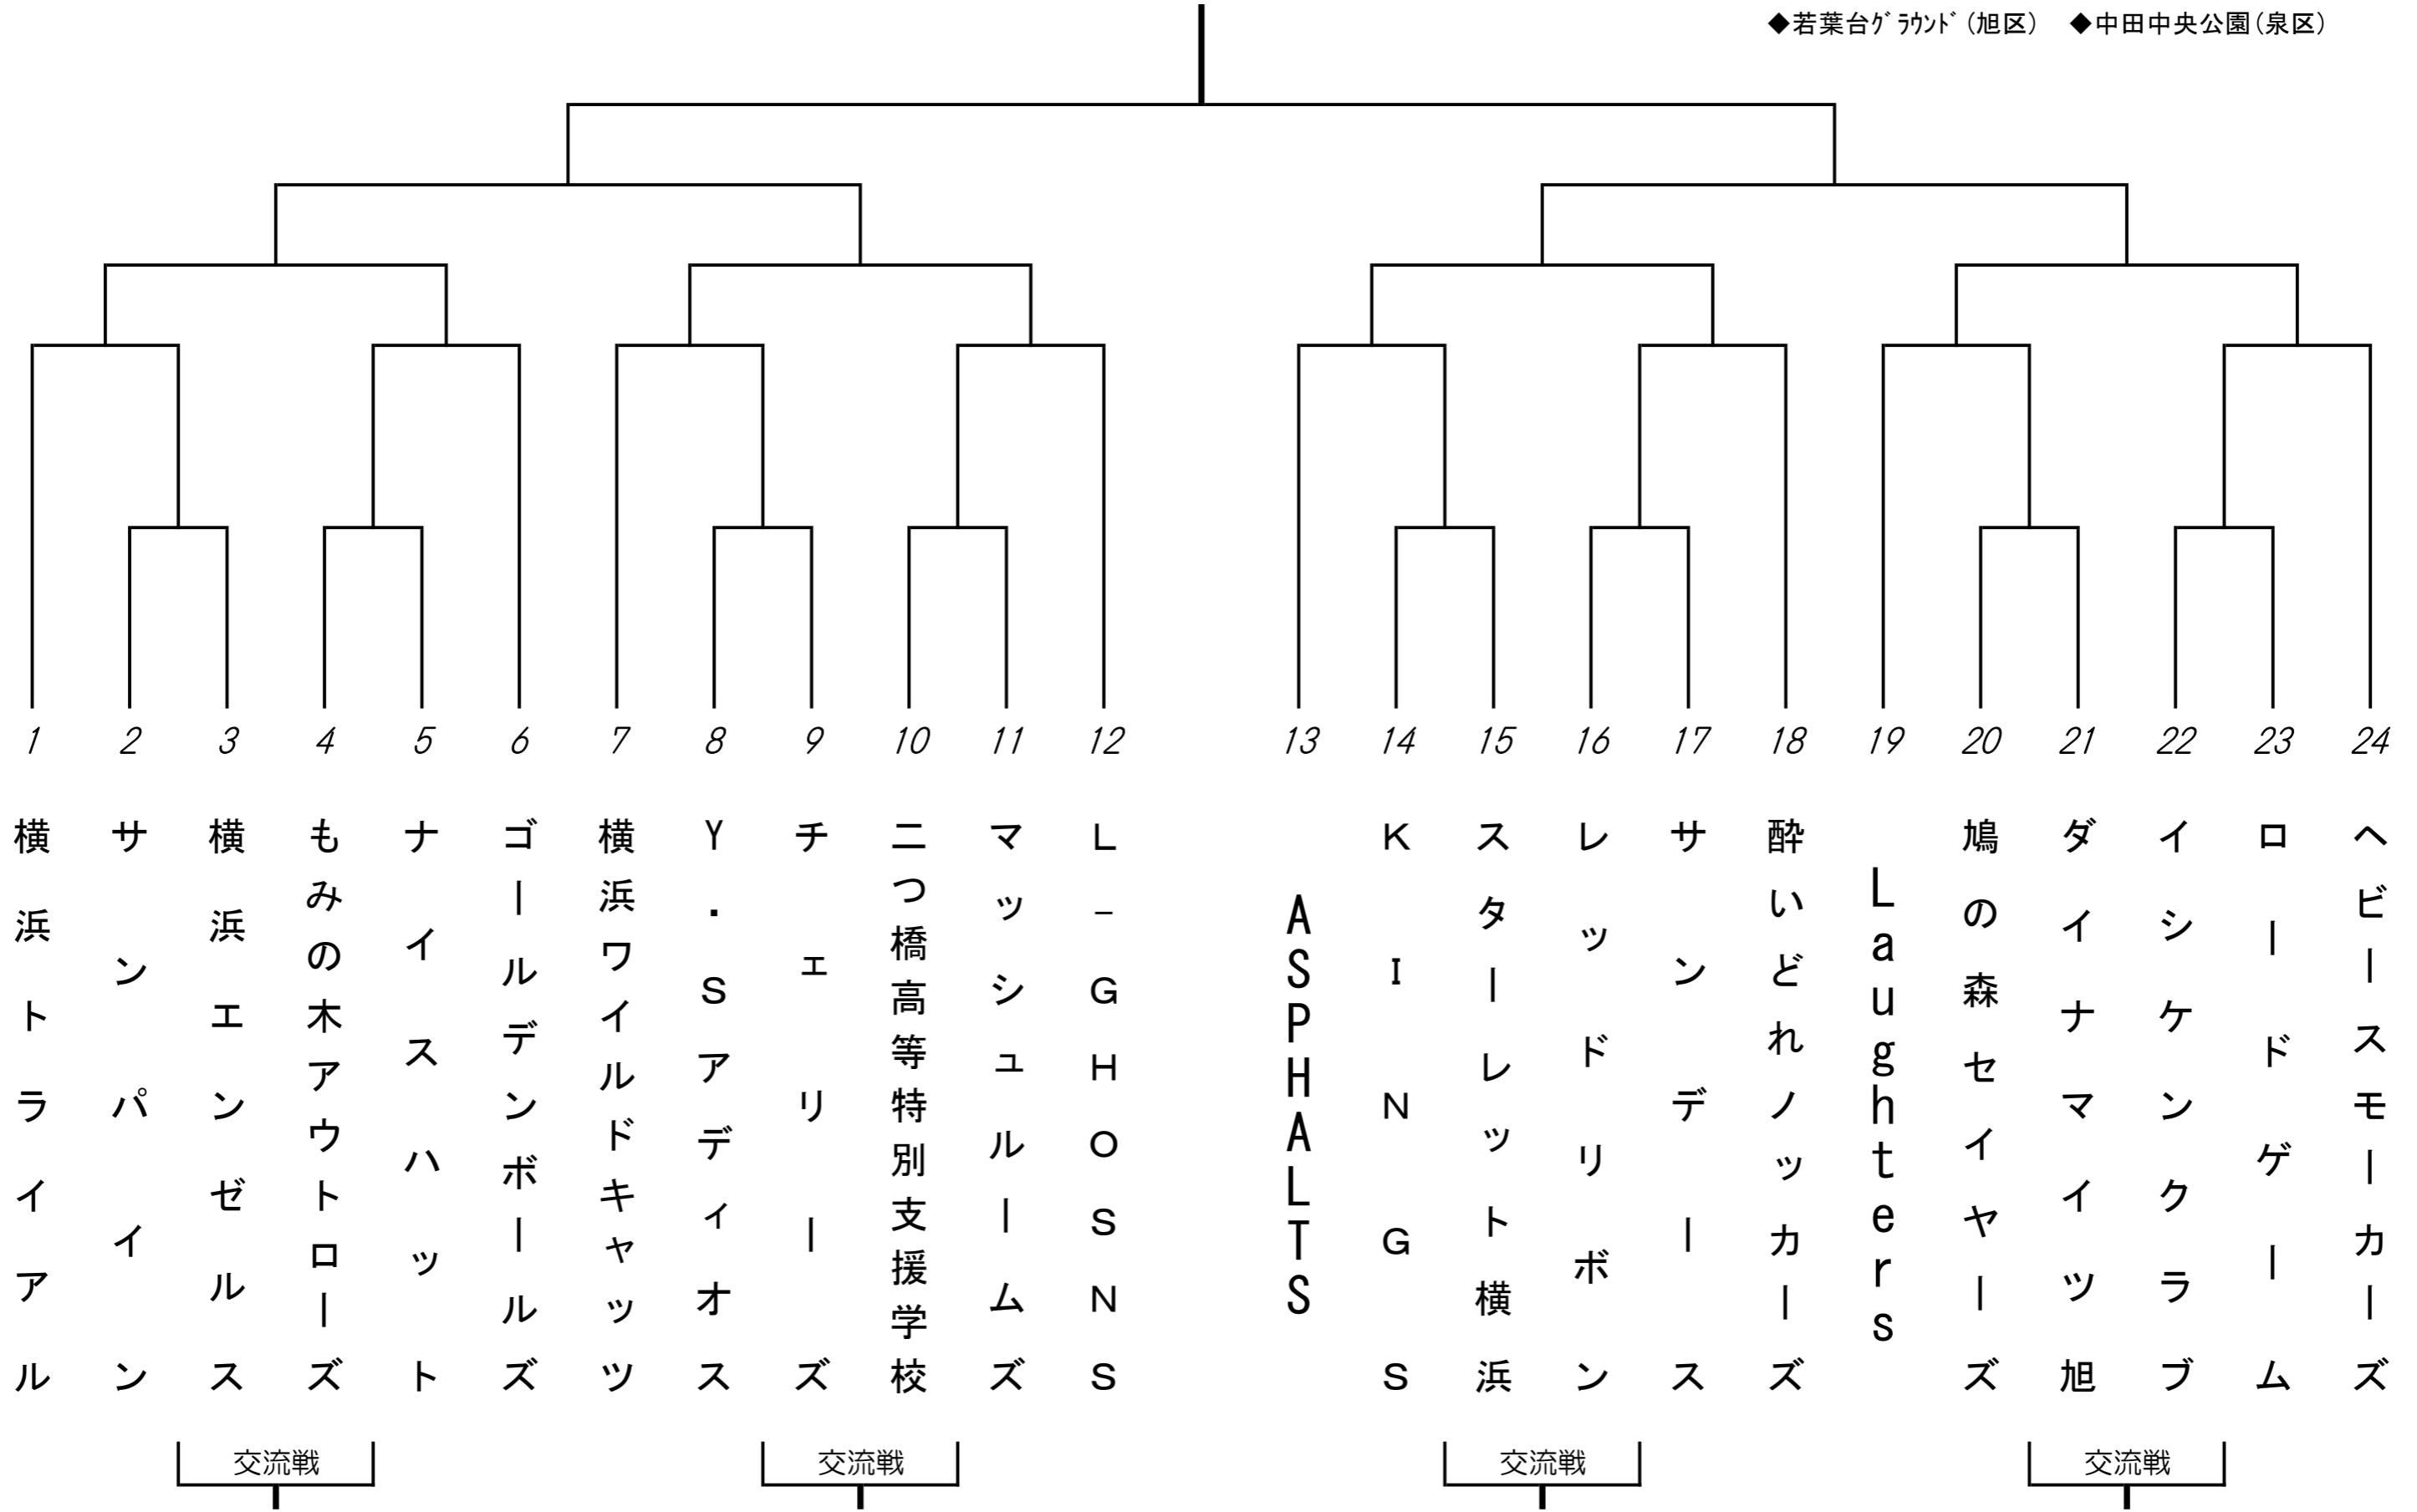 ◆若葉台ｸﾞﾗｳﾝﾄﾞ(旭区)　◆中田中央公園(泉区)
1 2 3 4 5 6 7 8 9 10 11 12 13 14 15 16 17 18 19 20 21 22 23 24
横浜トライアル
サンパイン
横浜エンゼルス
もみの木アウトローズ
ナイスハット
ゴールデンボールズ
横浜ワイルドキャッツ
Y・Sアディオス
チェリーズ
二つ橋高等特別支援学校
マッシュルームズ
L-GHOSNS
ASPHALTS
KINGS
スターレット横浜
レッドリボン
サンデース
酔いどれノッカーズ
Laughters
鳩の森セイヤーズ
ダイナマイツ旭
イシケンクラブ
ロードゲーム
ヘビースモーカーズ
交流戦
交流戦
交流戦
交流戦